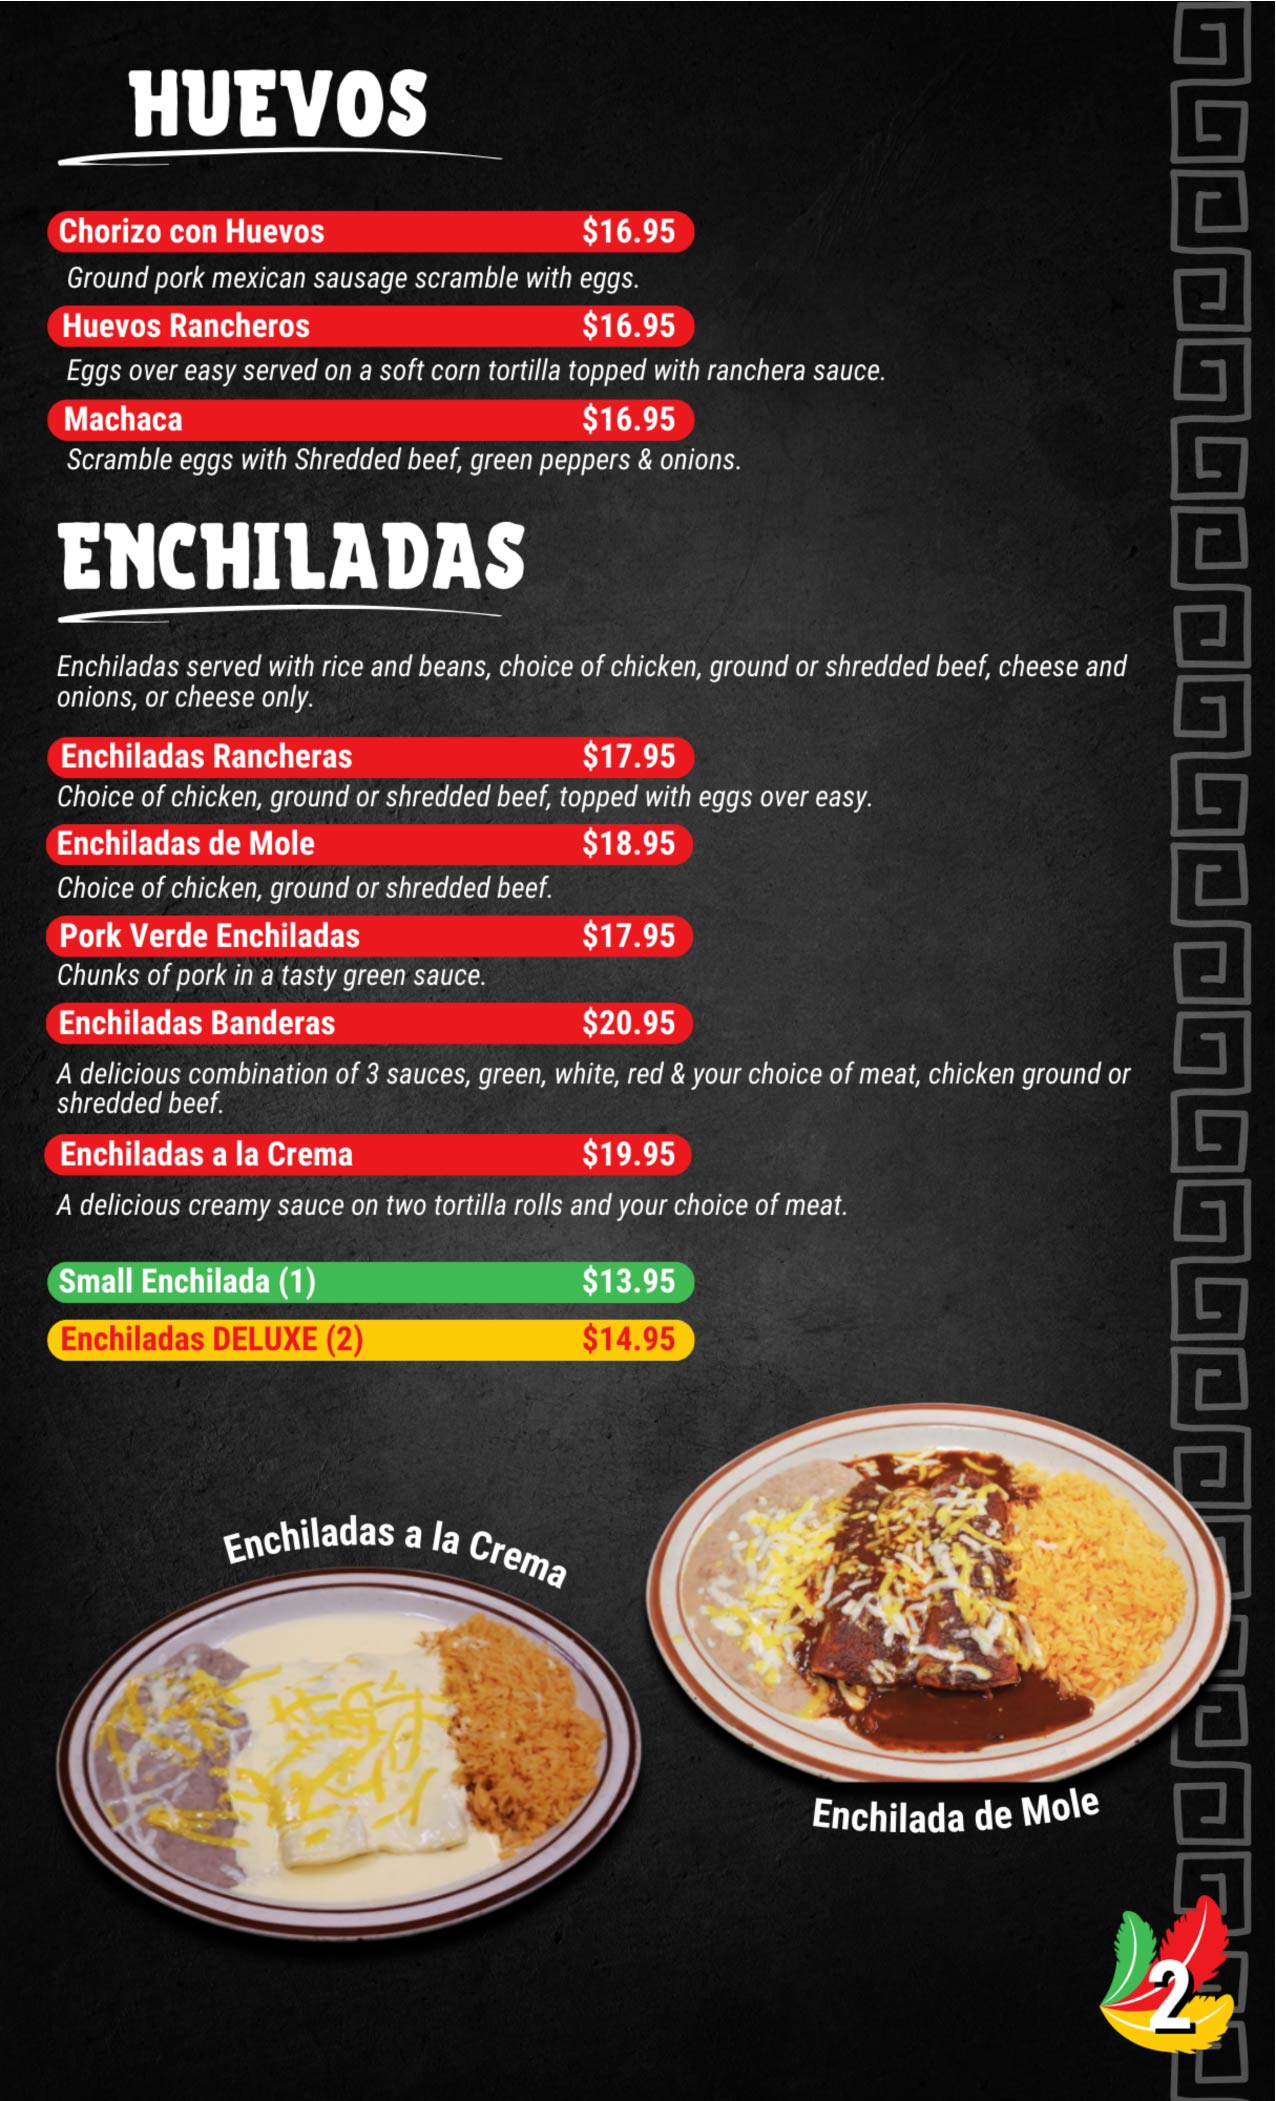 HUEVOS
Chorizo con Huevos $16.95
Ground pork mexican sausage scramble with eggs.
Huevos Rancheros $16.95
Eggs over easy served on a soft corn tortilla topped with ranchera sauce.
Machaca $16.95
Scramble eggs with Shredded beef, green peppers & onions.
ENCHILADAS
Enchiladas served with rice and beans, choice of chicken, ground or shredded beef, cheese and
onions, or cheese only.
Enchiladas Rancheras $17.95
Choice of chicken, ground or shredded beef, topped with eggs over easy.
Enchiladas de Mole $18.95
Choice of chicken, ground or shredded beef.
Pork Verde Enchiladas $17.95
Chunks of pork in a tasty green sauce.
Enchiladas Banderas $20.95
A delicious combination of 3 sauces, green, white, red & your choice of meat, chicken ground or
shredded beef.
Enchiladas a la Crema $19.95
A delicious creamy sauce on two tortilla rolls and your choice of meat.
Small Enchilada (1) $13.95
Enchiladas DELUXE (2) $14.95
Enchiladas a la Crema
Enchilada de Mole
2